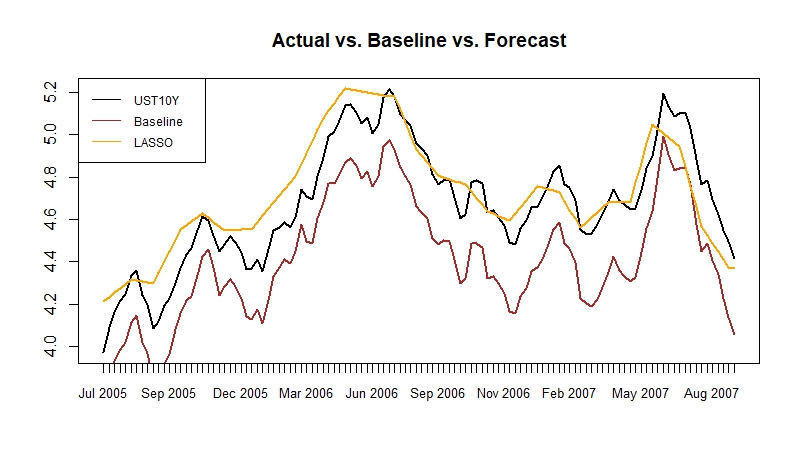 Actual vs. Baseline vs. Forecast
UST10Y
Baseline
LASSO
5.2
5.0
4.8
4.6
4.4
4.2
4.0
Jul 2005 Sep 2005 Dec 2005 Mar 2006 Jun 2006 Sep 2006 Nov 2006 Feb 2007 May 2007 Aug 2007